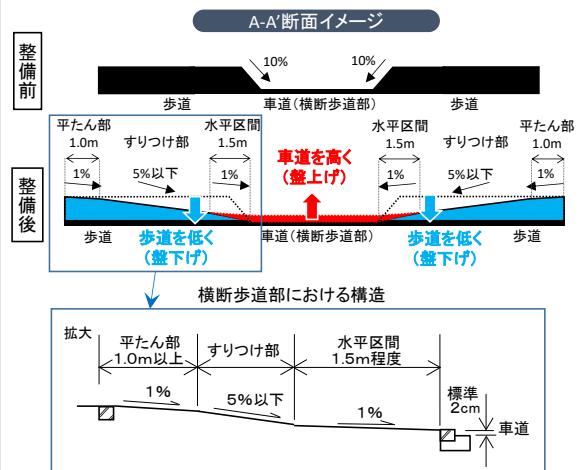 A-A’断面イメージ
整備前
10%
10%
歩道
車道(横断歩道部)
歩道
平たん部
1.0m
すりつけ部
水平区間
1.5m
車道を高く
(盤上げ)
水平区間
1.5m
すりつけ部
平たん部
1.0m
整備後
1%
5%以下
1%
1%
5%以下
1%
歩道
歩道を低く
(盤下げ)
車道(横断歩道部)
歩道を低く
(盤下げ)
歩道
横断歩道部における構造
拡大
平たん部
1.0m以上
すりつけ部
水平区間
1.5m程度
1%
5%以下
1%
標準
2cm
車道